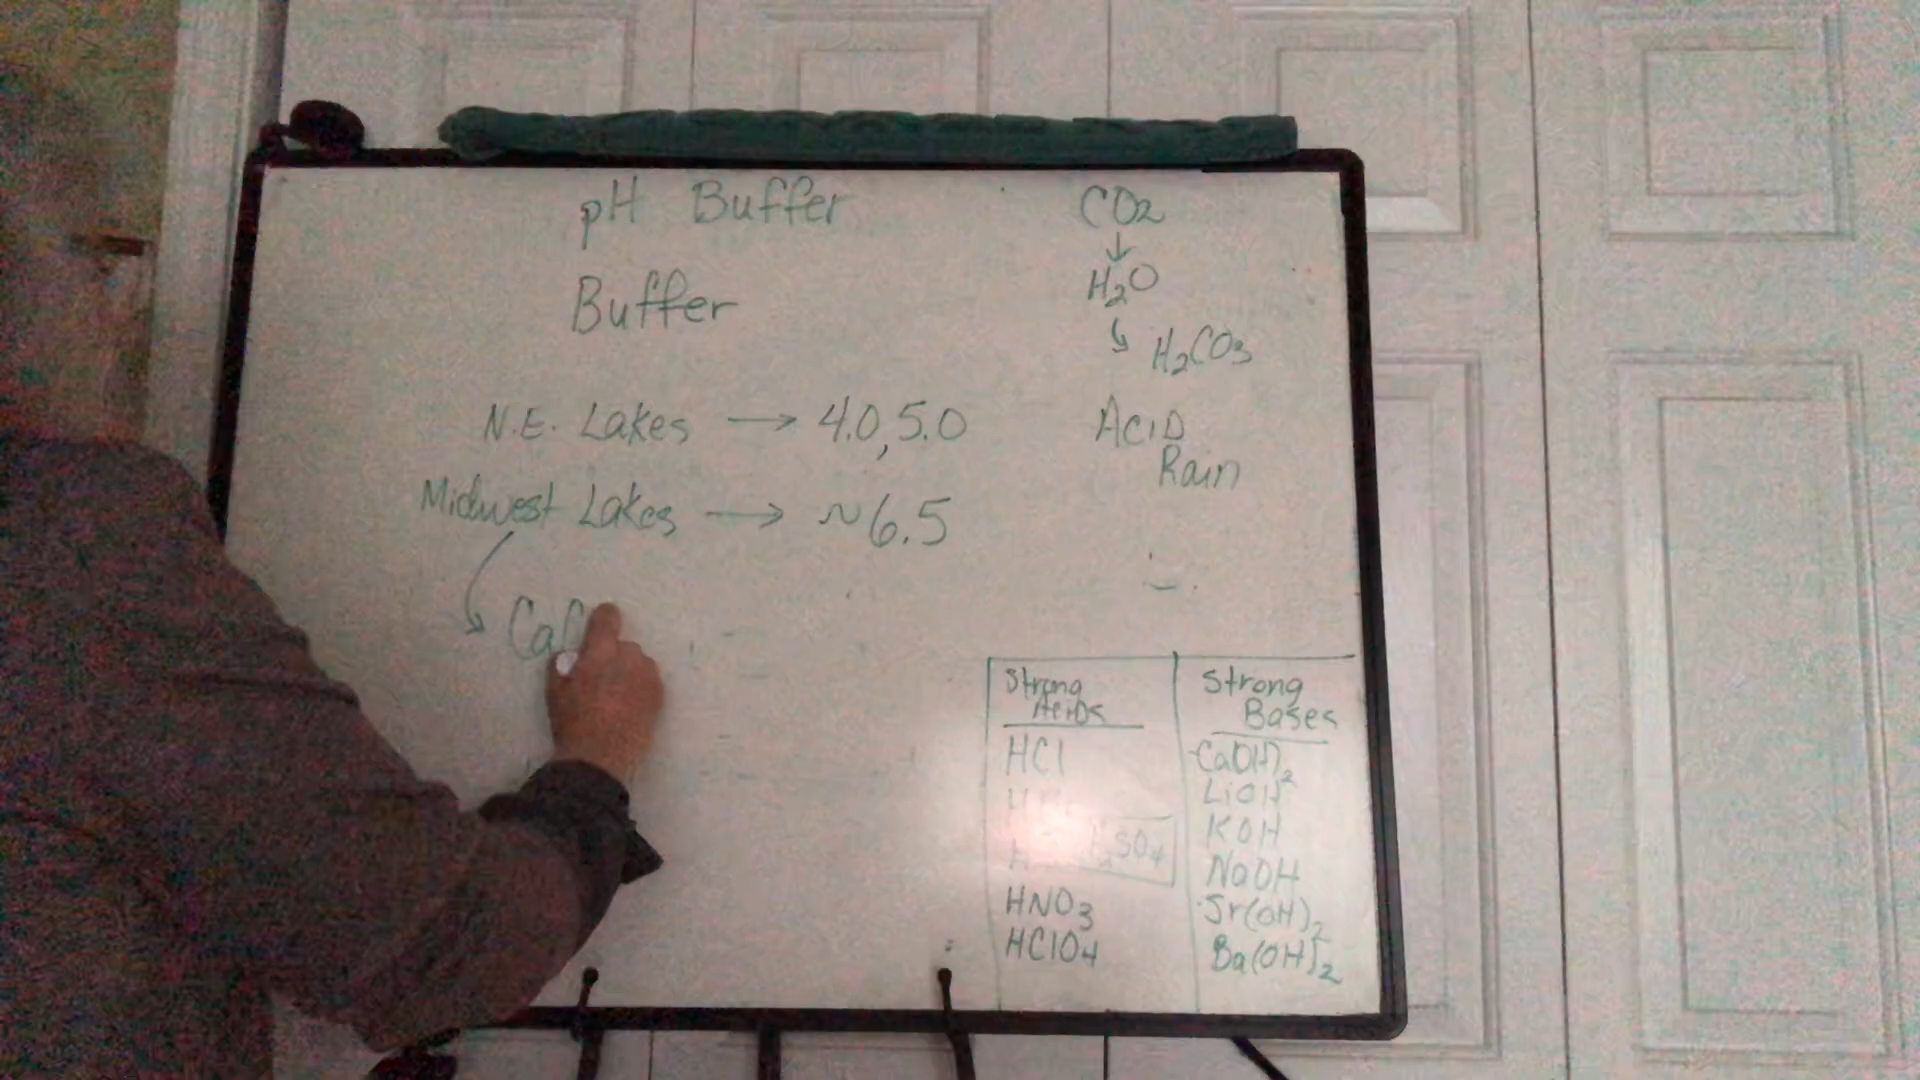 pH Buffer
Buffer
N.E. Lakes → 4.0, 5.0
Midwest Lakes → ~6.5
CaC
CO2
↓
H2O
↳ H2CO3
Acid
Rain
Strong
Acids
HCl
H2SO4
HNO3
HClO4
Strong
Bases
Ca(OH)2
LiOH
KOH
NaOH
Sr(OH)2
Ba(OH)2